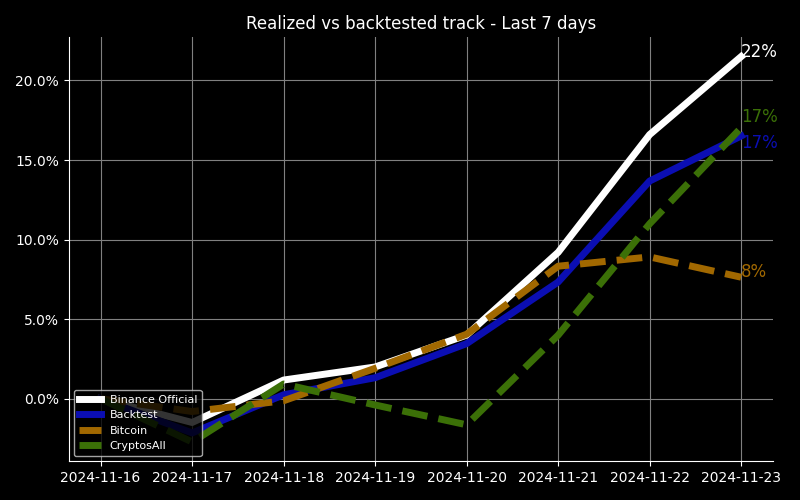 Realized vs backtested track - Last 7 days
22%
20.0%
17%
17%
15.0%
10.0%
8%
5.0%
0.0%
Binance Official
Backtest
Bitcoin
CryptosAll
2024-11-16 2024-11-17 2024-11-18 2024-11-19 2024-11-20 2024-11-21 2024-11-22 2024-11-23